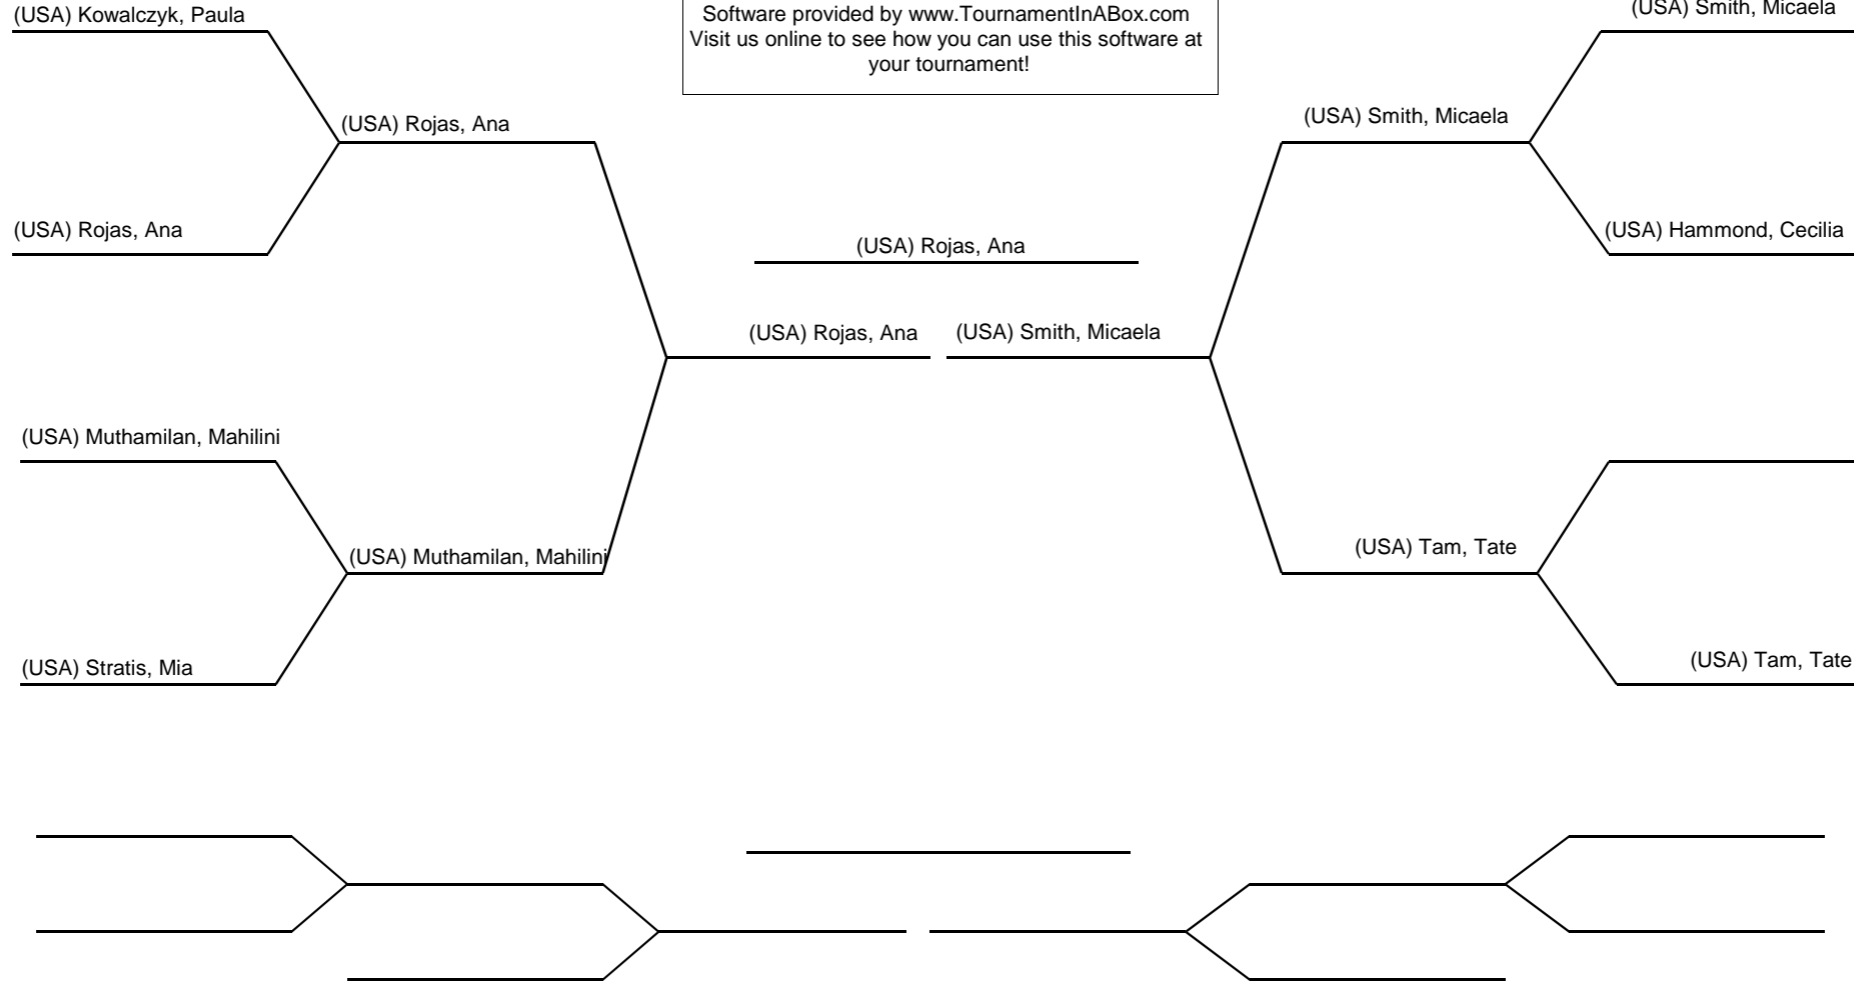 (USA) Kowalczyk, Paula
Software provided by www.TournamentInABox.com
Visit us online to see how you can use this software at
your tournament!
(USA) Smith, Micaela
(USA) Rojas, Ana
(USA) Smith, Micaela
(USA) Rojas, Ana
(USA) Rojas, Ana
(USA) Hammond, Cecilia
(USA) Rojas, Ana
(USA) Smith, Micaela
(USA) Muthamilan, Mahilini
(USA) Muthamilan, Mahilini
(USA) Tam, Tate
(USA) Stratis, Mia
(USA) Tam, Tate